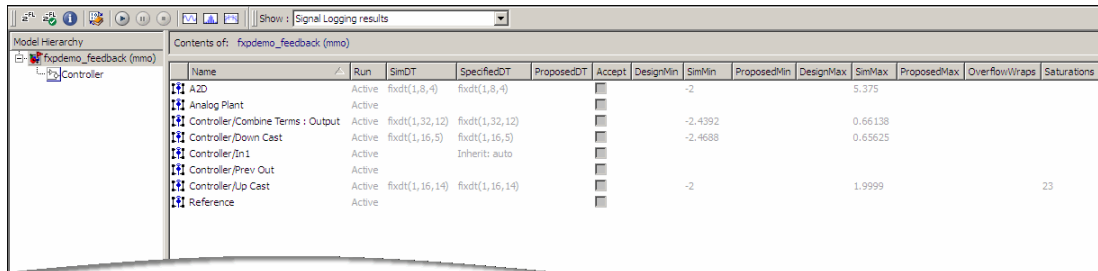 Show : Signal Logging results
Model Hierarchy
fxpdemo_feedback (mmo)
Controller
Contents of: fxpdemo_feedback (mmo)
Name Run SimDT SpecifiedDT ProposedDT Accept DesignMin SimMin ProposedMin DesignMax SimMax ProposedMax OverflowWraps Saturations
A2D Active fixdt(1,8,4) fixdt(1,8,4) -2 5.375
Analog Plant Active
Controller/Combine Terms : Output Active fixdt(1,32,12) fixdt(1,32,12) -2.4392 0.66138
Controller/Down Cast Active fixdt(1,16,5) fixdt(1,16,5) -2.4688 0.65625
Controller/In1 Active Inherit: auto
Controller/Prev Out Active
Controller/Up Cast Active fixdt(1,16,14) fixdt(1,16,14) -2 1.9999 23
Reference Active